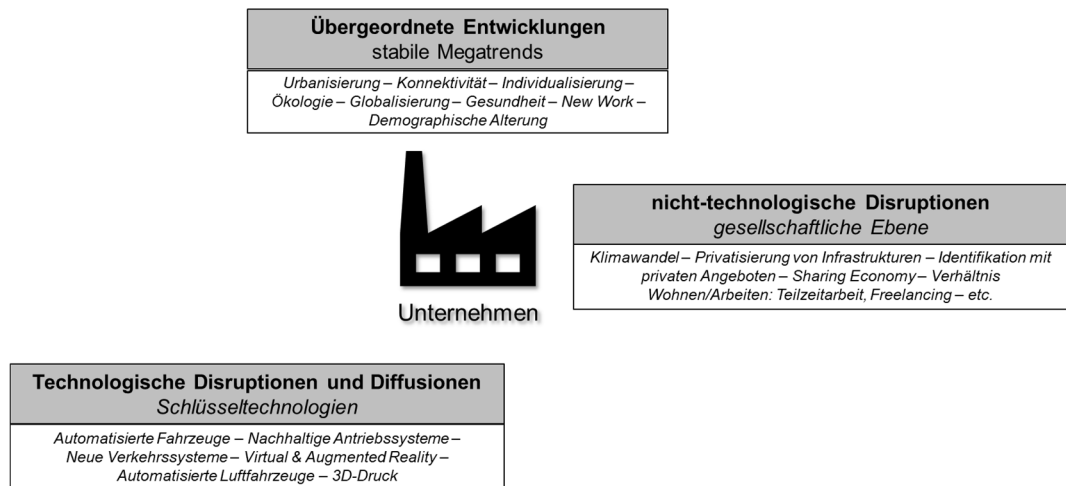 Übergeordnete Entwicklungen
stabile Megatrends
Urbanisierung – Konnektivität – Individualisierung –
Ökologie – Globalisierung – Gesundheit – New Work –
Demographische Alterung
Unternehmen
nicht-technologische Disruptionen
gesellschaftliche Ebene
Klimawandel – Privatisierung von Infrastrukturen – Identifikation mit
privaten Angeboten – Sharing Economy – Verhältnis
Wohnen/Arbeiten: Teilzeitarbeit, Freelancing – etc.
Technologische Disruptionen und Diffusionen
Schlüsseltechnologien
Automatisierte Fahrzeuge – Nachhaltige Antriebssysteme –
Neue Verkehrssysteme – Virtual & Augmented Reality –
Automatisierte Luftfahrzeuge – 3D-Druck